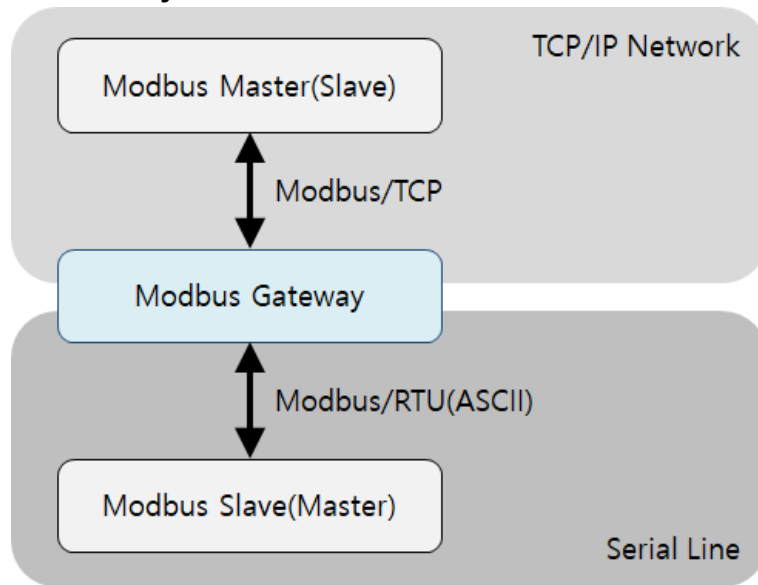 TCP/IP Network
Modbus Master(Slave)
Modbus/TCP
Modbus Gateway
Modbus/RTU(ASCII)
Modbus Slave(Master)
Serial Line